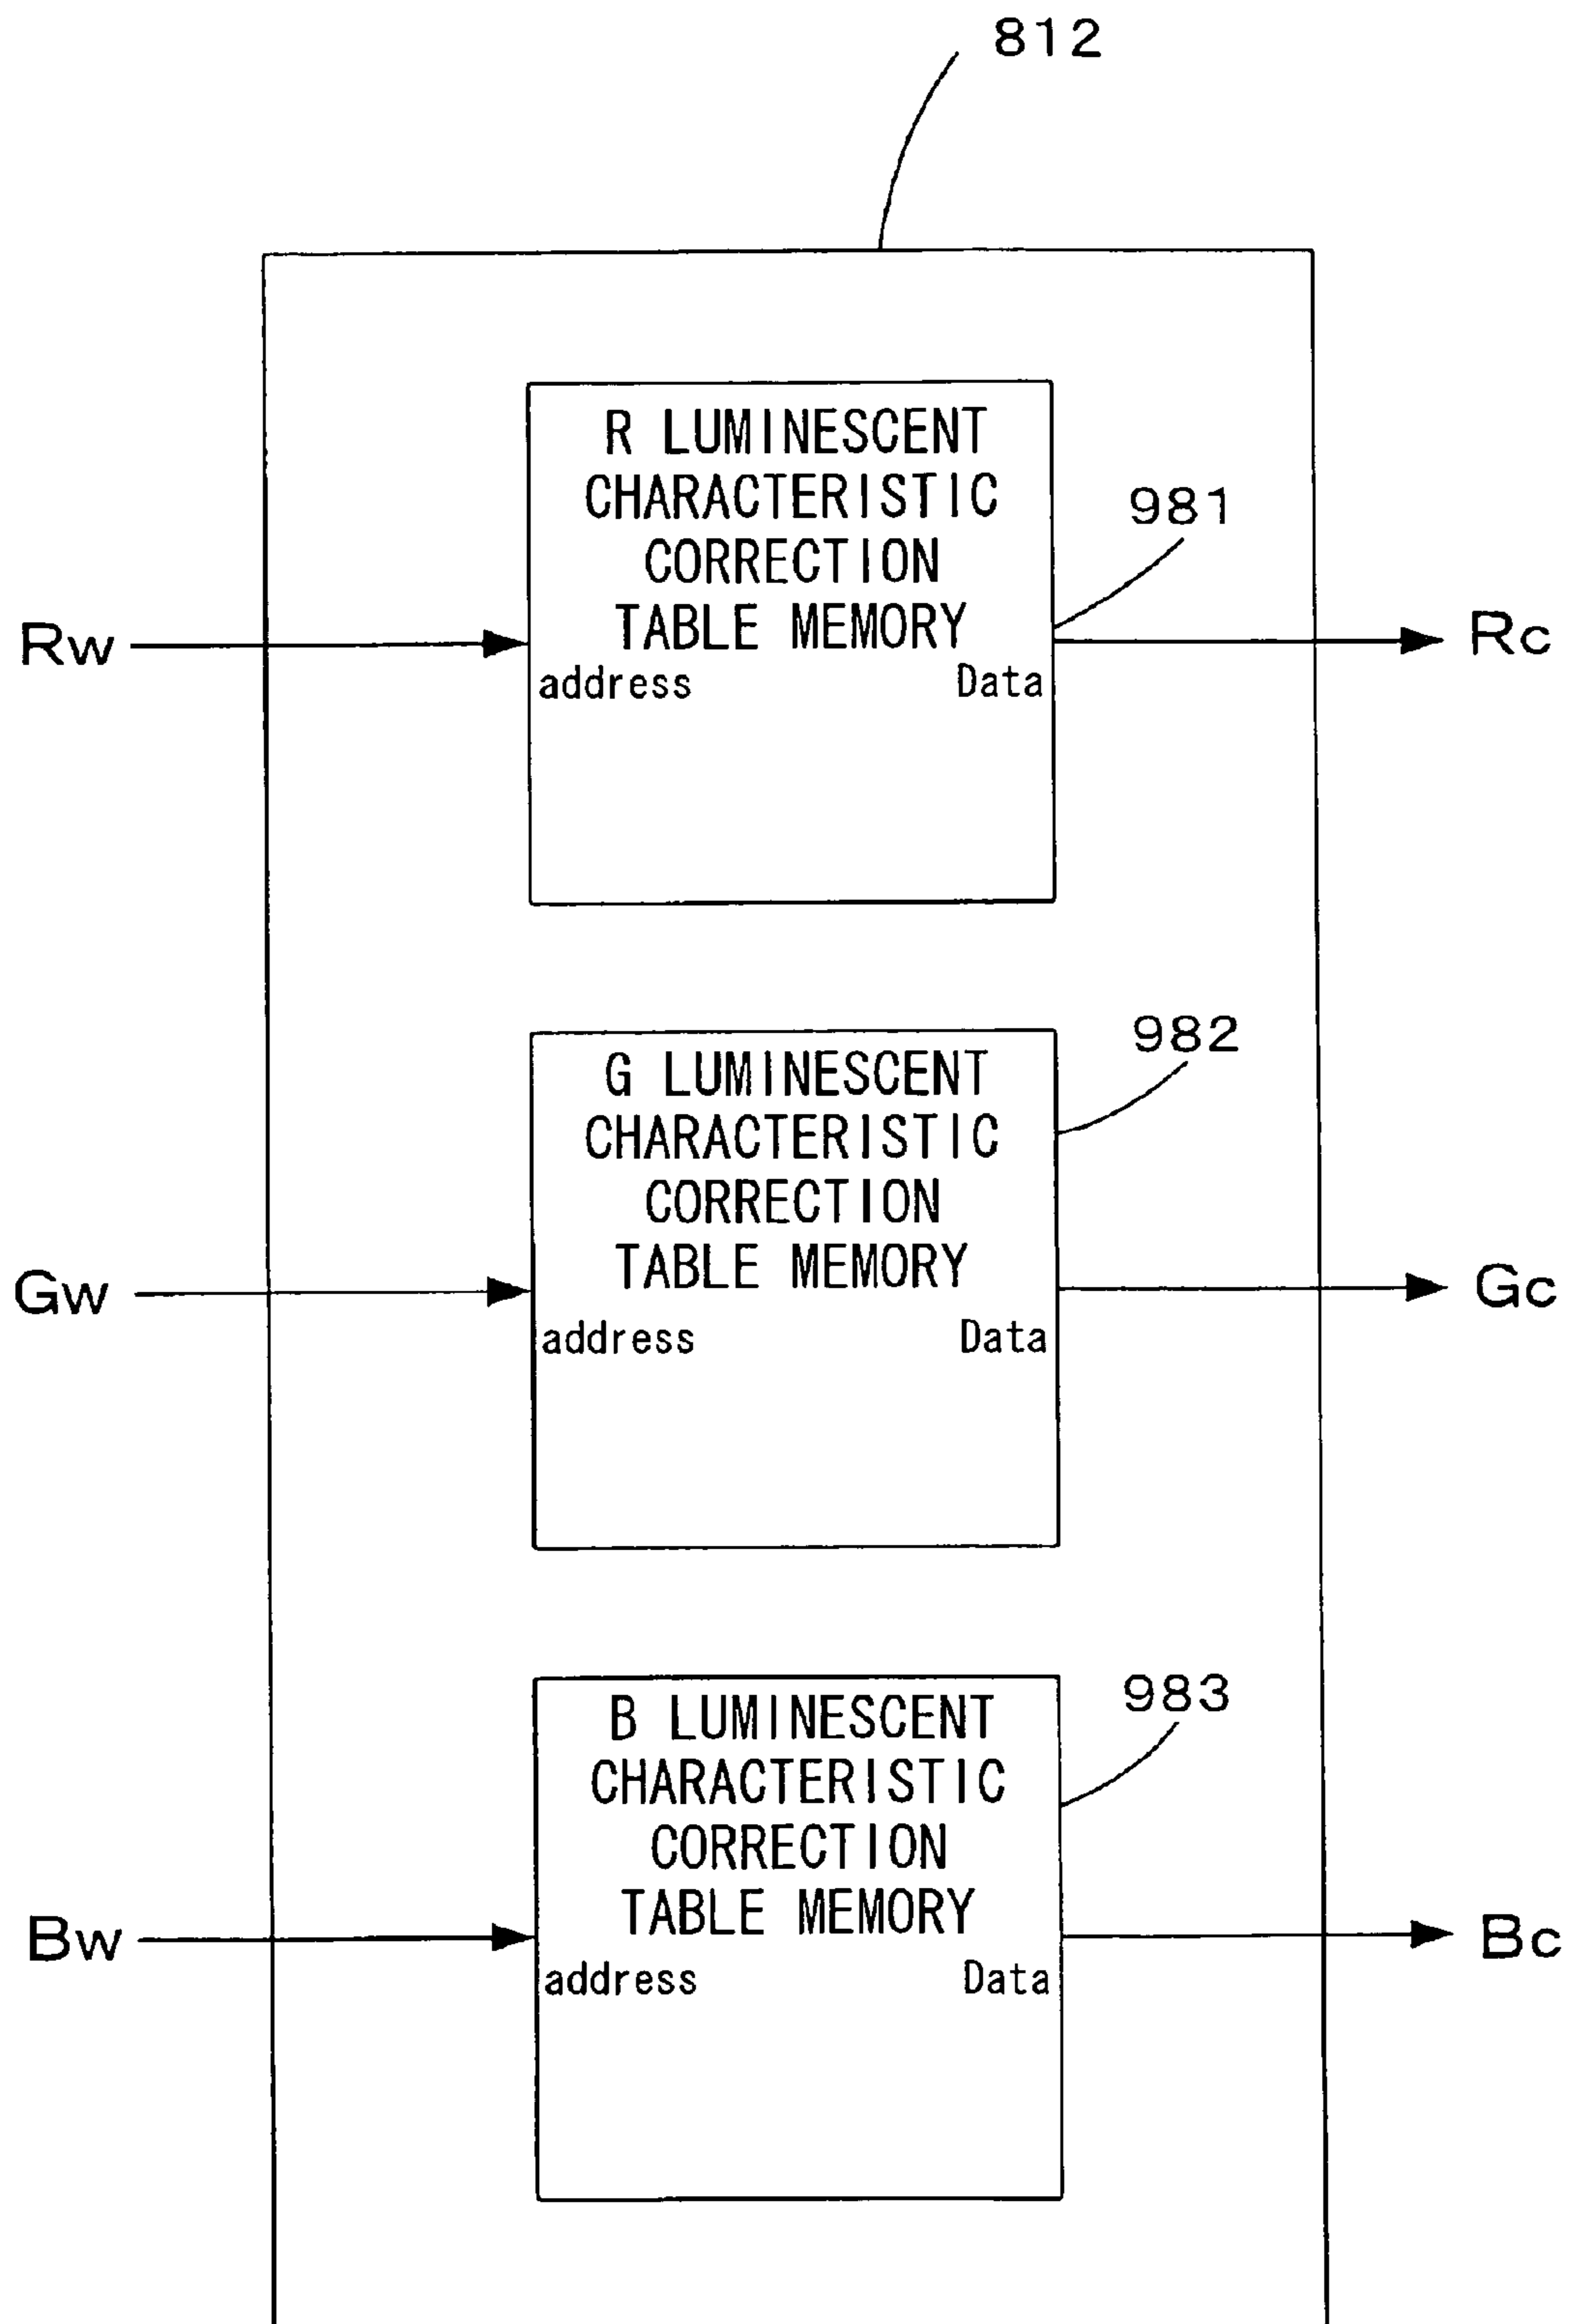 812
R LUMINESCENT
CHARACTERISTIC
CORRECTION
TABLE MEMORY
981
Rw
Rc
address Data
982
G LUMINESCENT
CHARACTERISTIC
CORRECTION
TABLE MEMORY
Gw
Gc
address Data
983
B LUMINESCENT
CHARACTERISTIC
CORRECTION
TABLE MEMORY
Bw
Bc
address Data